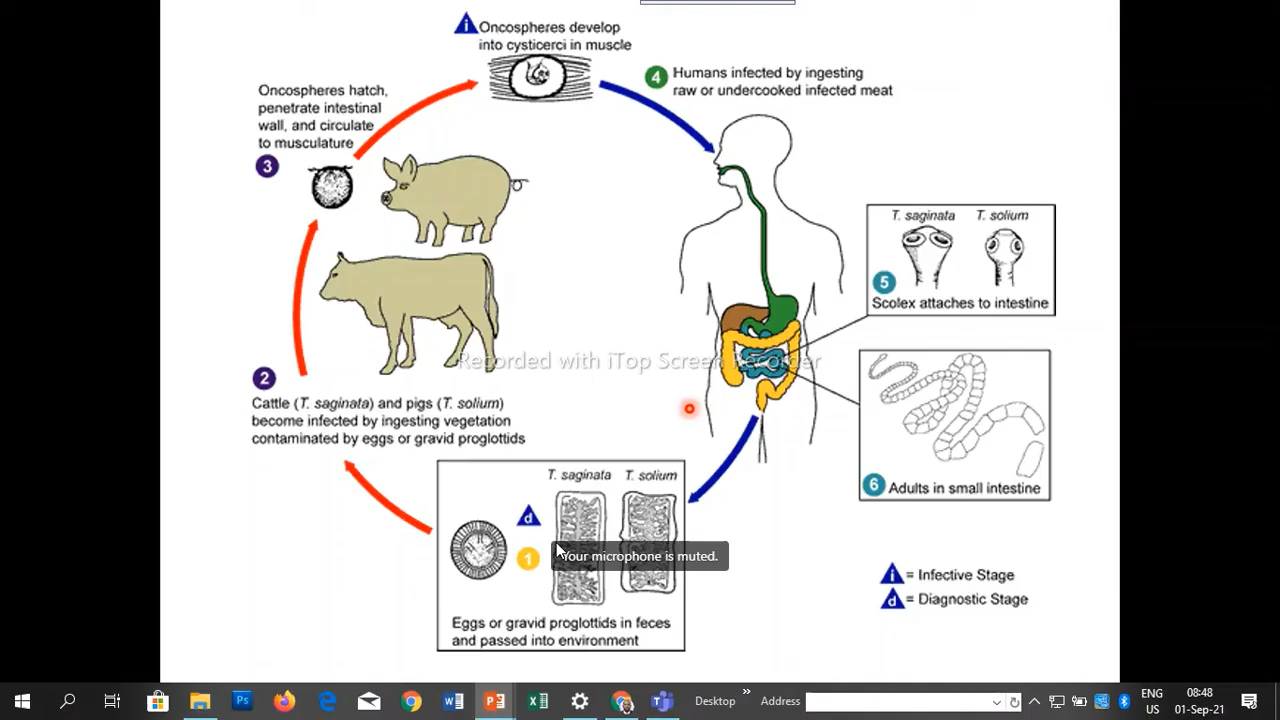 i
Oncospheres develop
into cysticerci in muscle
4
Humans infected by ingesting
raw or undercooked infected meat
Oncospheres hatch,
penetrate intestinal
wall, and circulate
to musculature
3
T. saginata T. solium
5
Scolex attaches to intestine
Recorded with iTop Screen Recorder
2
Cattle (T. saginata) and pigs (T. solium)
become infected by ingesting vegetation
contaminated by eggs or gravid proglottids
6
Adults in small intestine
T. saginata T. solium
d
1
Your microphone is muted.
Eggs or gravid proglottids in feces
and passed into environment
i = Infective Stage
d = Diagnostic Stage
Desktop
Address
ENG
US
08:48
01-Sep-21